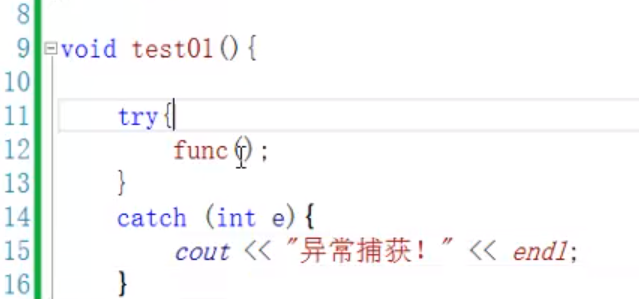 8
9 void test01(){
10
11 try{
12 func();
13 }
14 catch (int e){
15 cout << "异常捕获！" << endl;
16 }